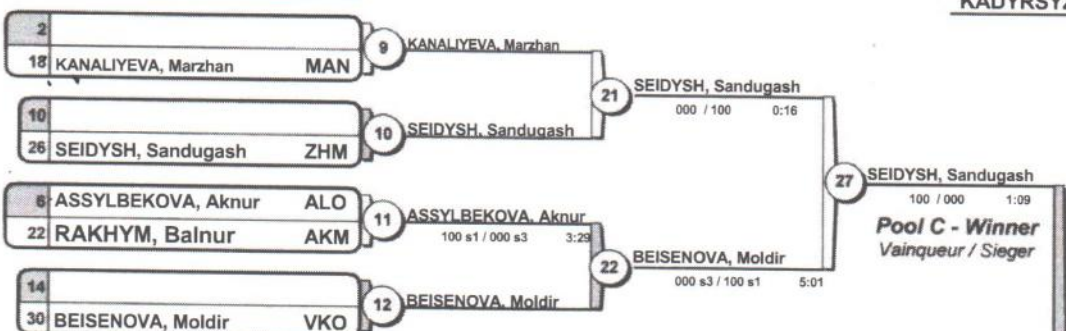 KADYRSYZ
2
18 KANALIYEVA, Marzhan MAN
9 KANALIYEVA, Marzhan
10
26 SEIDYSH, Sandugash ZHM
10 SEIDYSH, Sandugash
21 SEIDYSH, Sandugash
000 / 100 0:16
6 ASSYLBEKOVA, Aknur ALO
22 RAKHYM, Balnur AKM
11 ASSYLBEKOVA, Aknur
100 s1 / 000 s3 3:29
14
30 BEISENOVA, Moldir VKO
12 BEISENOVA, Moldir
22 BEISENOVA, Moldir
000 s3 / 100 s1 5:01
27 SEIDYSH, Sandugash
100 / 000 1:09
Pool C - Winner
Vainqueur / Sieger